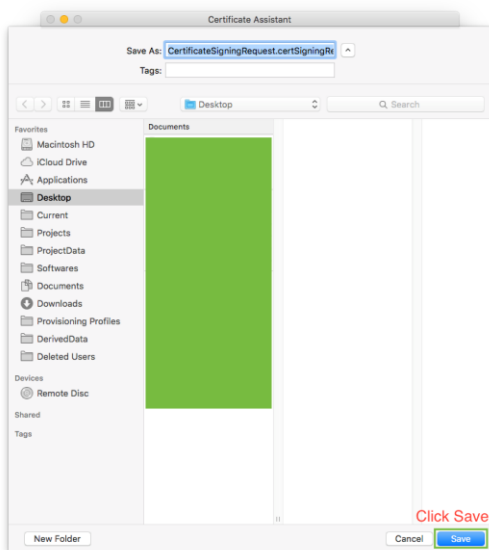 Certificate Assistant
Save As: CertificateSigningRequest.certSigningRe
Tags:
Desktop
Search
Favorites
Macintosh HD
iCloud Drive
Applications
Desktop
Current
Projects
ProjectData
Softwares
Documents
Downloads
Provisioning Profiles
DerivedData
Deleted Users
Devices
Remote Disc
Shared
Tags
Documents
Click Save
New Folder
Cancel
Save